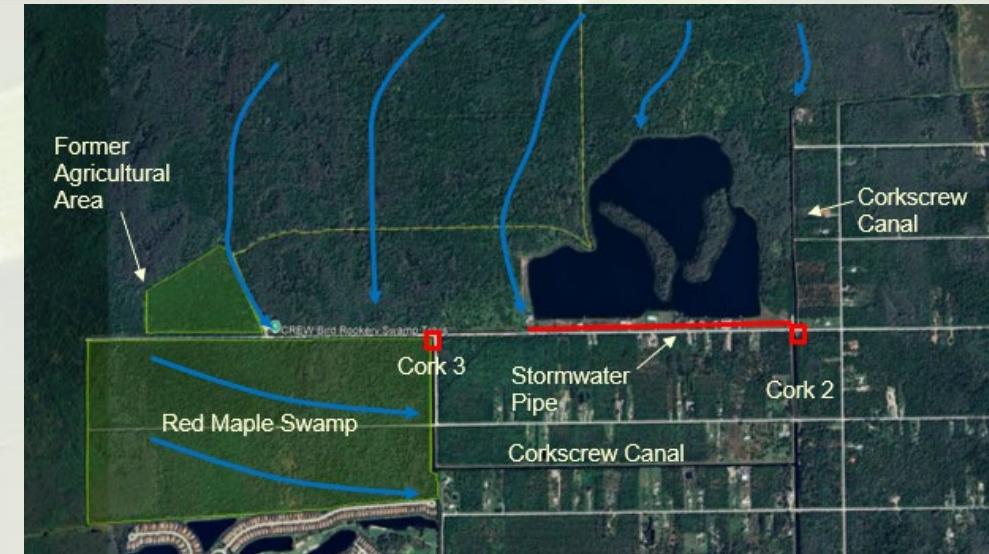 Former
Agricultural
Area
Corkscrew
Canal
CREW Bird Rookery Swamp Trails
Cork 3
Stormwater
Pipe
Cork 2
Red Maple Swamp
Corkscrew Canal